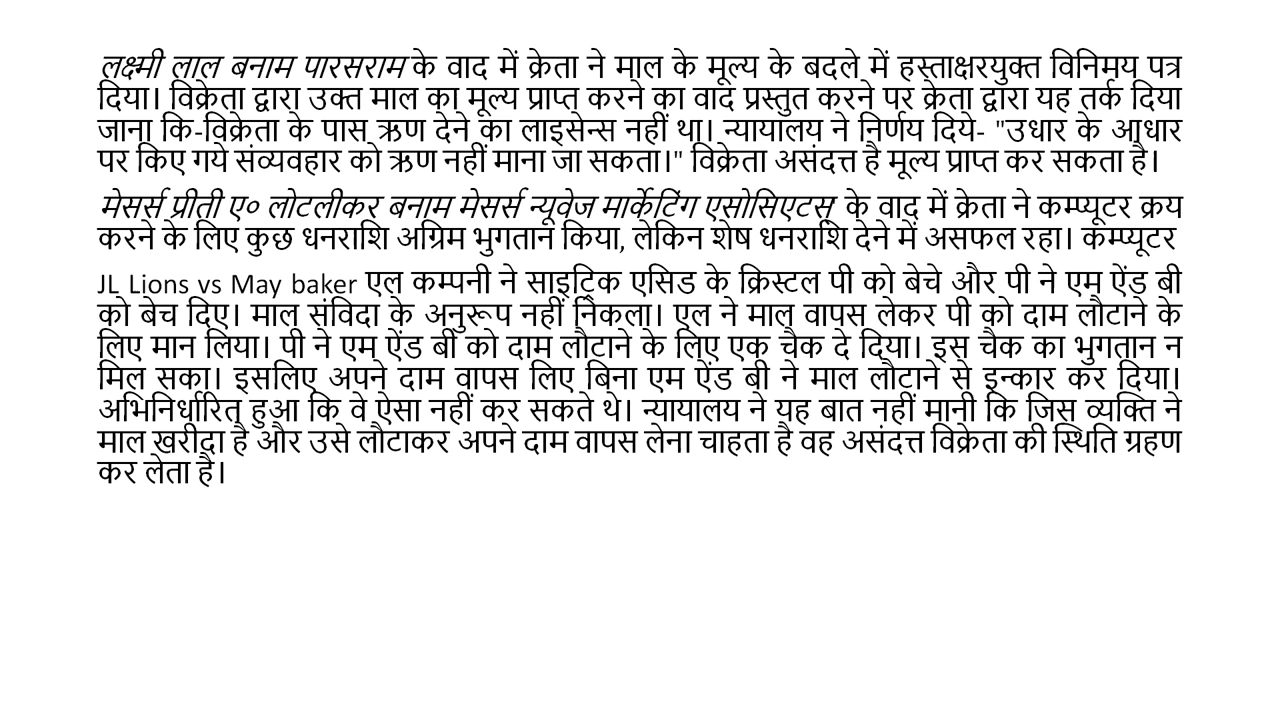 लक्ष्मी लाल बनाम पारसराम के वाद में क्रेता ने माल के मूल्य के बदले में हस्ताक्षरयुक्त विनिमय पत्र
दिया। विक्रेता द्वारा उक्त माल का मूल्य प्राप्त करने का वाद प्रस्तुत करने पर क्रेता द्वारा यह तर्क दिया
जाना कि-विक्रेता के पास ऋण देने का लाइसेन्स नहीं था। न्यायालय ने निर्णय दिये- "उधार के आधार
पर किए गये संव्यवहार को ऋण नहीं माना जा सकता।" विक्रेता असंदत्त है मूल्य प्राप्त कर सकता है।
मेसर्स प्रीती ए० लोटलीकर बनाम मेसर्स न्यूवेज मार्केटिंग एसोसिएटस् के वाद में क्रेता ने कम्प्यूटर क्रय
करने के लिए कुछ धनराशि अग्रिम भुगतान किया, लेकिन शेष धनराशि देने में असफल रहा। कम्प्यूटर
JL Lions vs May baker एल कम्पनी ने साइट्रिक एसिड के क्रिस्टल पी को बेचे और पी ने एम ऐंड बी
को बेच दिए। माल संविदा के अनुरूप नहीं निकला। एल ने माल वापस लेकर पी को दाम लौटाने के
लिए मान लिया। पी ने एम ऐंड बी को दाम लौटाने के लिए एक चैक दे दिया। इस चैक का भुगतान न
मिल सका। इसलिए अपने दाम वापस लिए बिना एम ऐंड बी ने माल लौटाने से इन्कार कर दिया।
अभिनिर्धारित हुआ कि वे ऐसा नहीं कर सकते थे। न्यायालय ने यह बात नहीं मानी कि जिस व्यक्ति ने
माल खरीदा है और उसे लौटाकर अपने दाम वापस लेना चाहता है वह असंदत्त विक्रेता की स्थिति ग्रहण
कर लेता है।